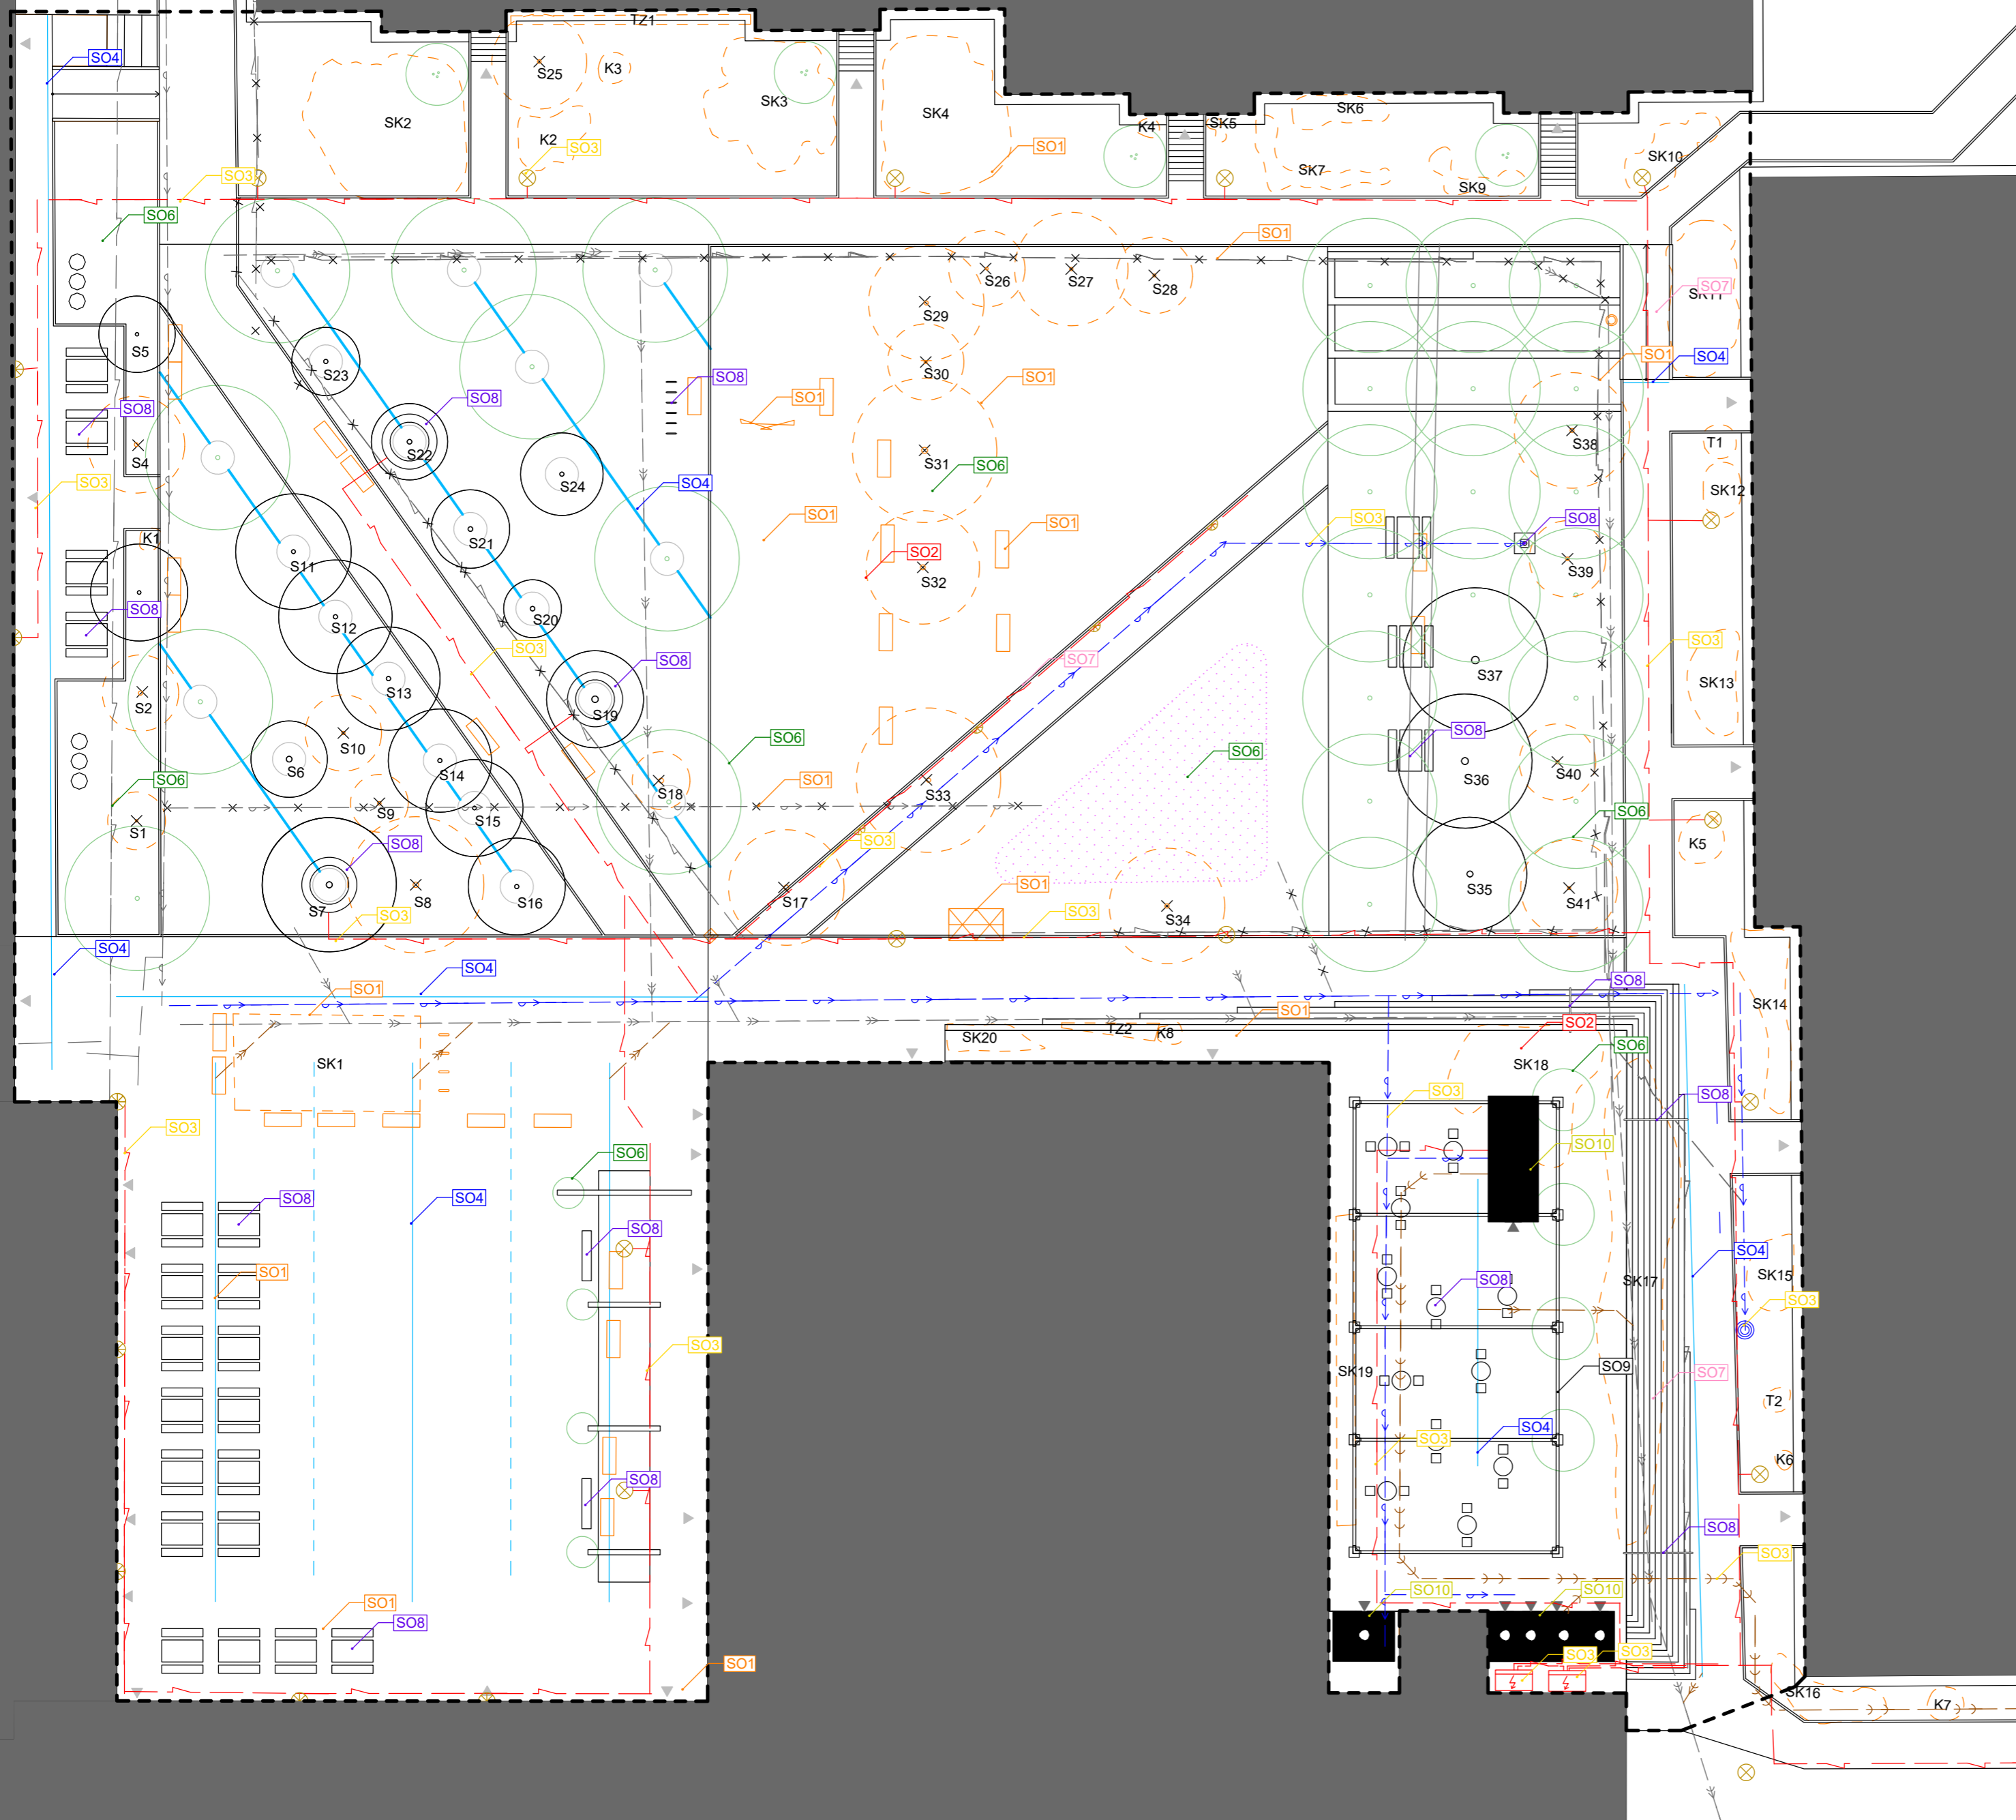 TZ1
SO4
S25
K3
SK2
SK3
SK4
K2
SO3
SO1
K4
SK5
SK6
SK7
SK9
SK10
SO3
SO6
SO1
S26
S27
S28
S29
SO7
SK11
S5
S23
S30
SO1
SO4
SO8
SO1
SO1
SO8
SO8
S4
S22
S31
SO6
S38
T1
S24
SO3
SO4
SK12
SO1
SO1
SO3
SO8
K1
S21
SO2
S11
S32
S39
SO8
S20
S12
SO3
SO8
SO7
SO3
S37
S13
SK13
S2
S19
S10
SO6
SO6
SO8
S6
S14
S18
S33
S36
S40
SO6
SO1
S9
S15
SO6
S1
SO8
SO3
K5
S7
S8
S16
S17
SO1
S35
S41
SO3
SO3
S34
SO4
SO4
SO8
SO1
SK14
SO1
SK20
TZ2
K8
SO2
SK1
SK18
SO6
SO3
SO8
SO3
SO6
SO10
SO8
SO4
SO8
SO4
SO1
SO8
SK17
SK15
SO3
SO3
SK19
SO9
SO7
T2
SO3
SO4
K6
SO8
SO8
SO3
SO1
SO10
SO10
SO8
SO1
SO3
SO3
SK16
K7